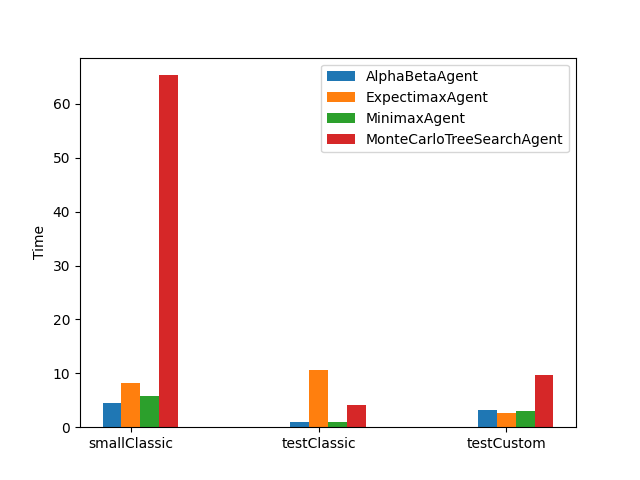 AlphaBetaAgent
ExpectimaxAgent
MinimaxAgent
MonteCarloTreeSearchAgent
Time
60
50
40
30
20
10
0
smallClassic testClassic testCustom